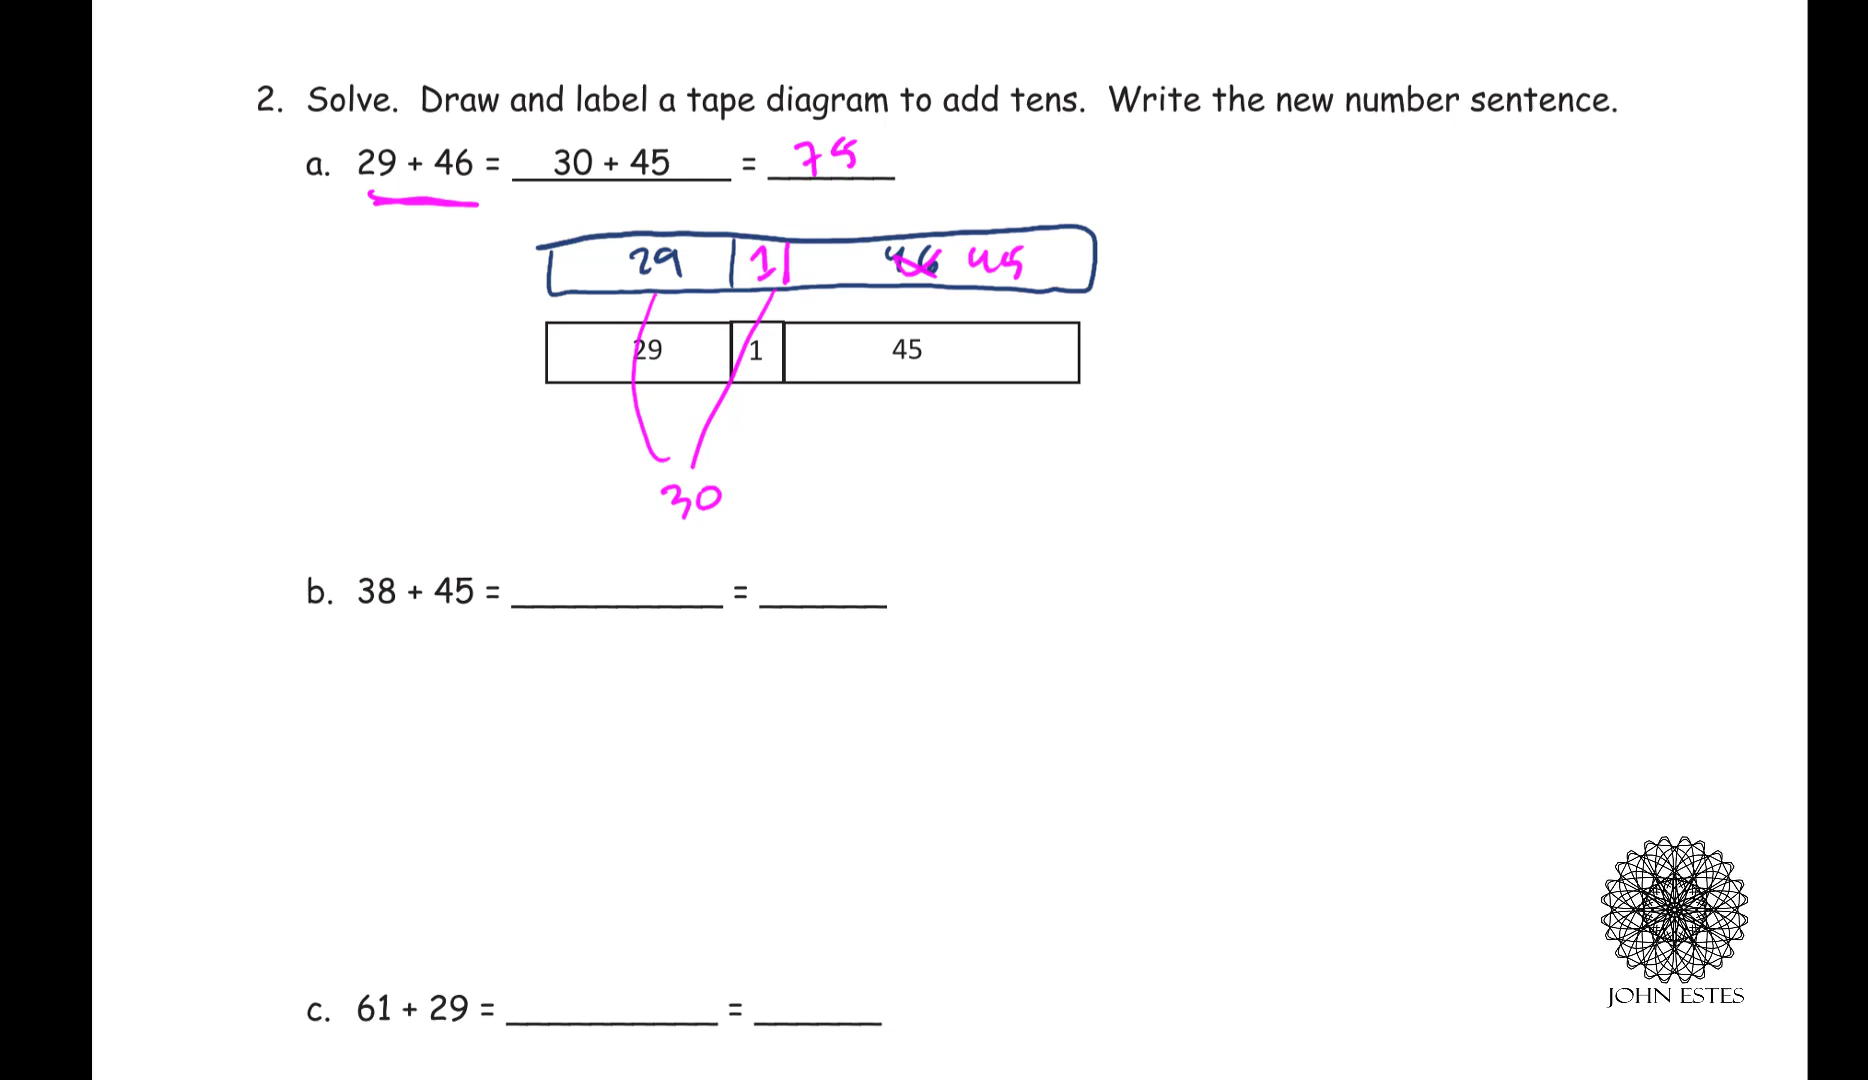 2. Solve. Draw and label a tape diagram to add tens. Write the new number sentence.
a. 29 + 46 = 30 + 45 = 75
29 1 46 45
29 1 45
30
b. 38 + 45 = ___________ = _______
c. 61 + 29 = ___________ = _______
JOHN ESTES